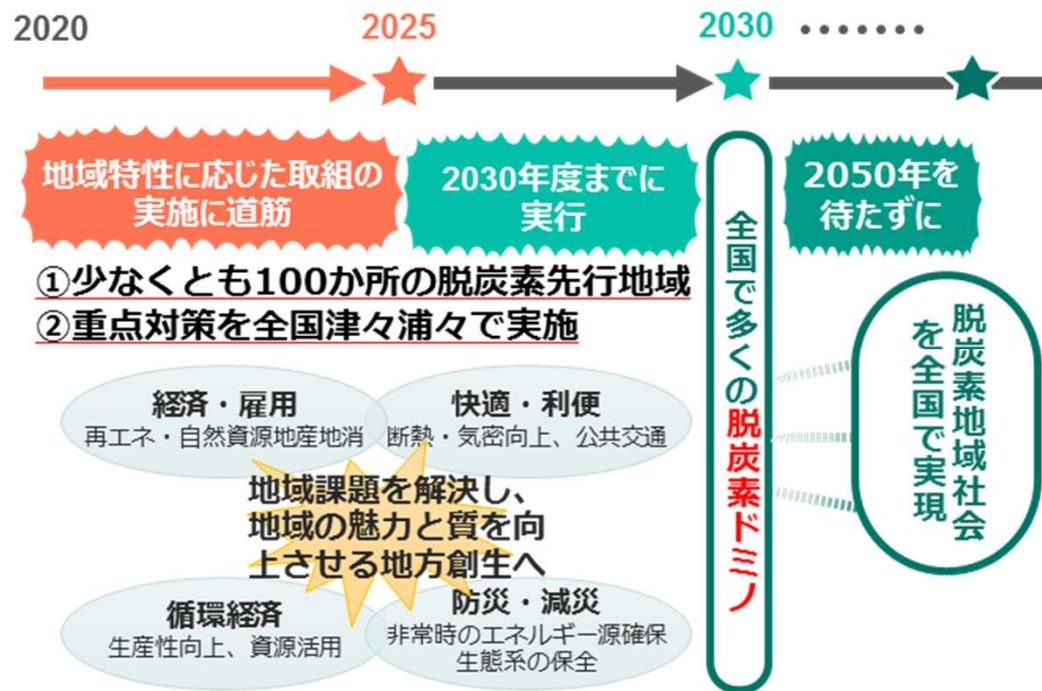 2020
2025
2030
・・・・・・・
地域特性に応じた取組の
実施に道筋
2030年度までに
実行
2050年を
待たずに
①少なくとも100か所の脱炭素先行地域
②重点対策を全国津々浦々で実施
経済・雇用
再エネ・自然資源地産地消
快適・利便
断熱・気密向上、公共交通
地域課題を解決し、
地域の魅力と質を向
上させる地方創生へ
循環経済
生産性向上、資源活用
防災・減災
非常時のエネルギー源確保
生態系の保全
全国で多くの脱炭素ドミノ
脱炭素地域社会
を全国で実現